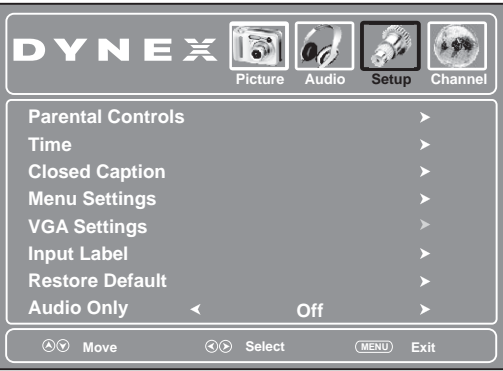 DYNEX
Picture Audio Setup Channel
Parental Controls
Time
Closed Caption
Menu Settings
VGA Settings
Input Label
Restore Default
Audio Only Off
Move Select MENU Exit